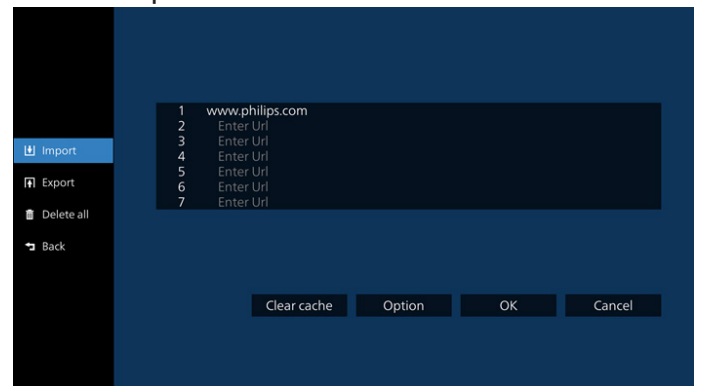 1 www.philips.com
2 Enter Url
3 Enter Url
4 Enter Url
5 Enter Url
6 Enter Url
7 Enter Url
Import
Export
Delete all
Back
Clear cache Option OK Cancel